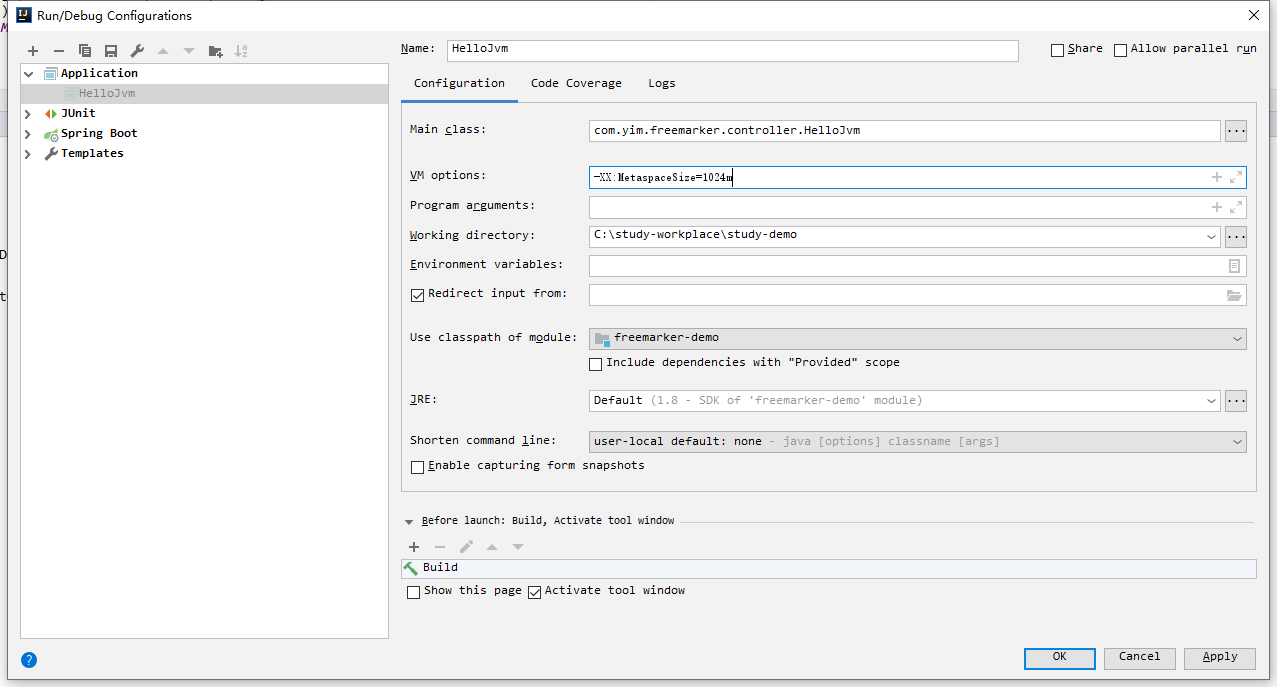 Run/Debug Configurations
Name: HelloJvm
Share
Allow parallel run
Application
HelloJvm
JUnit
Spring Boot
Templates
Configuration
Code Coverage
Logs
Main class: com.yim.freemarker.controller.HelloJvm
VM options: -XX:MetaspaceSize=1024m
Program arguments:
Working directory: C:\study-workplace\study-demo
Environment variables:
Redirect input from:
Use classpath of module: freemarker-demo
Include dependencies with "Provided" scope
JRE: Default (1.8 - SDK of 'freemarker-demo' module)
Shorten command line: user-local default: none - java [options] classname [args]
Enable capturing form snapshots
Before launch: Build, Activate tool window
Build
Show this page
Activate tool window
?
OK
Cancel
Apply